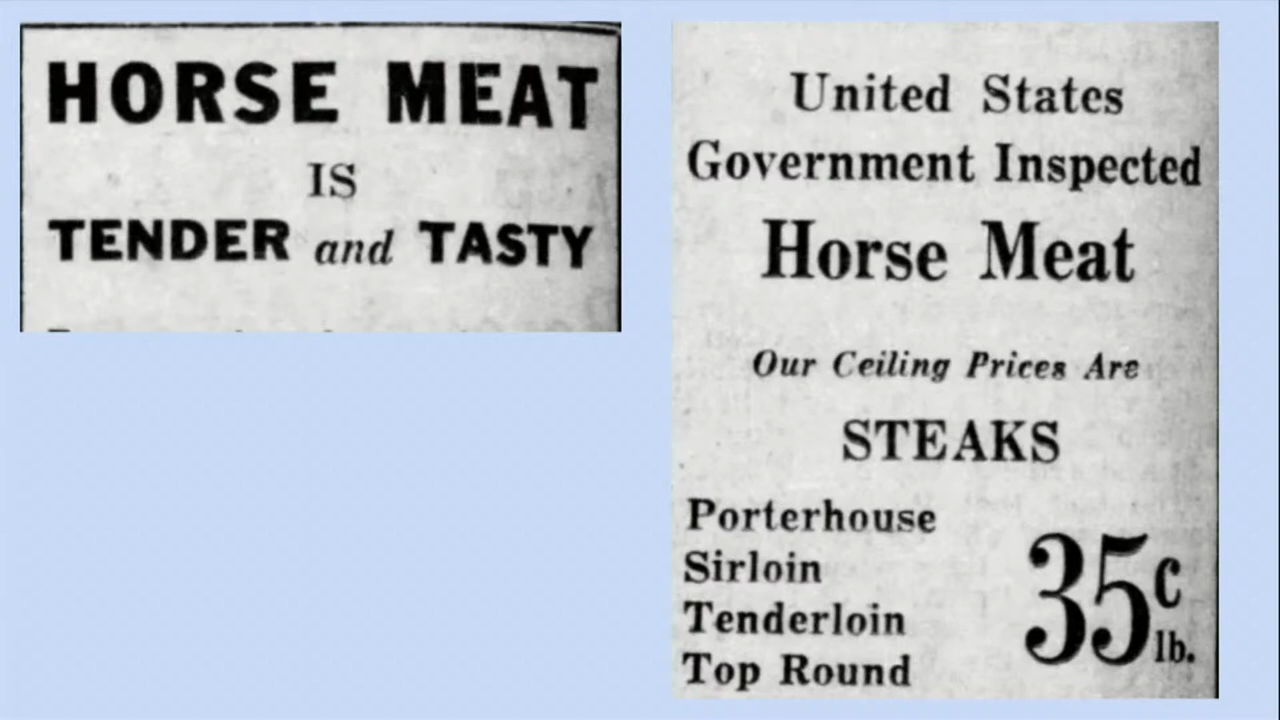 HORSE MEAT
IS
TENDER and TASTY
United States
Government Inspected
Horse Meat
Our Ceiling Prices Are
STEAKS
Porterhouse
Sirloin
Tenderloin
Top Round
35c
lb.